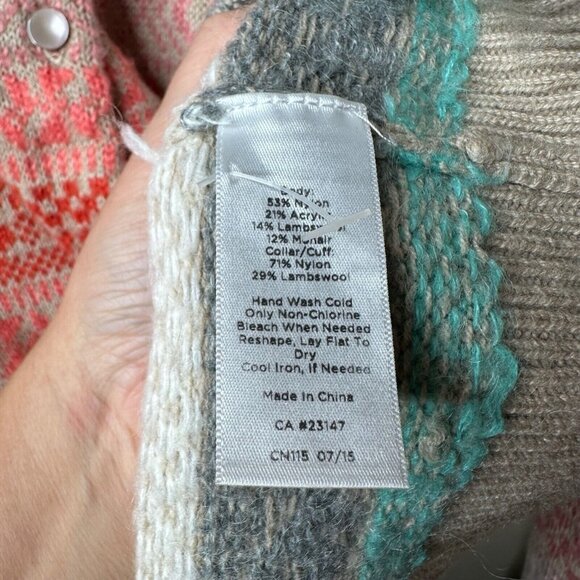 Body:
53% Nylon
21% Acrylic
14% Lambswool
12% Mohair
Collar/Cuff:
71% Nylon
29% Lambswool
Hand Wash Cold
Only Non-Chlorine
Bleach When Needed
Reshape, Lay Flat To
Dry
Cool Iron, If Needed
Made in China
CA #23147
CN115 07/15